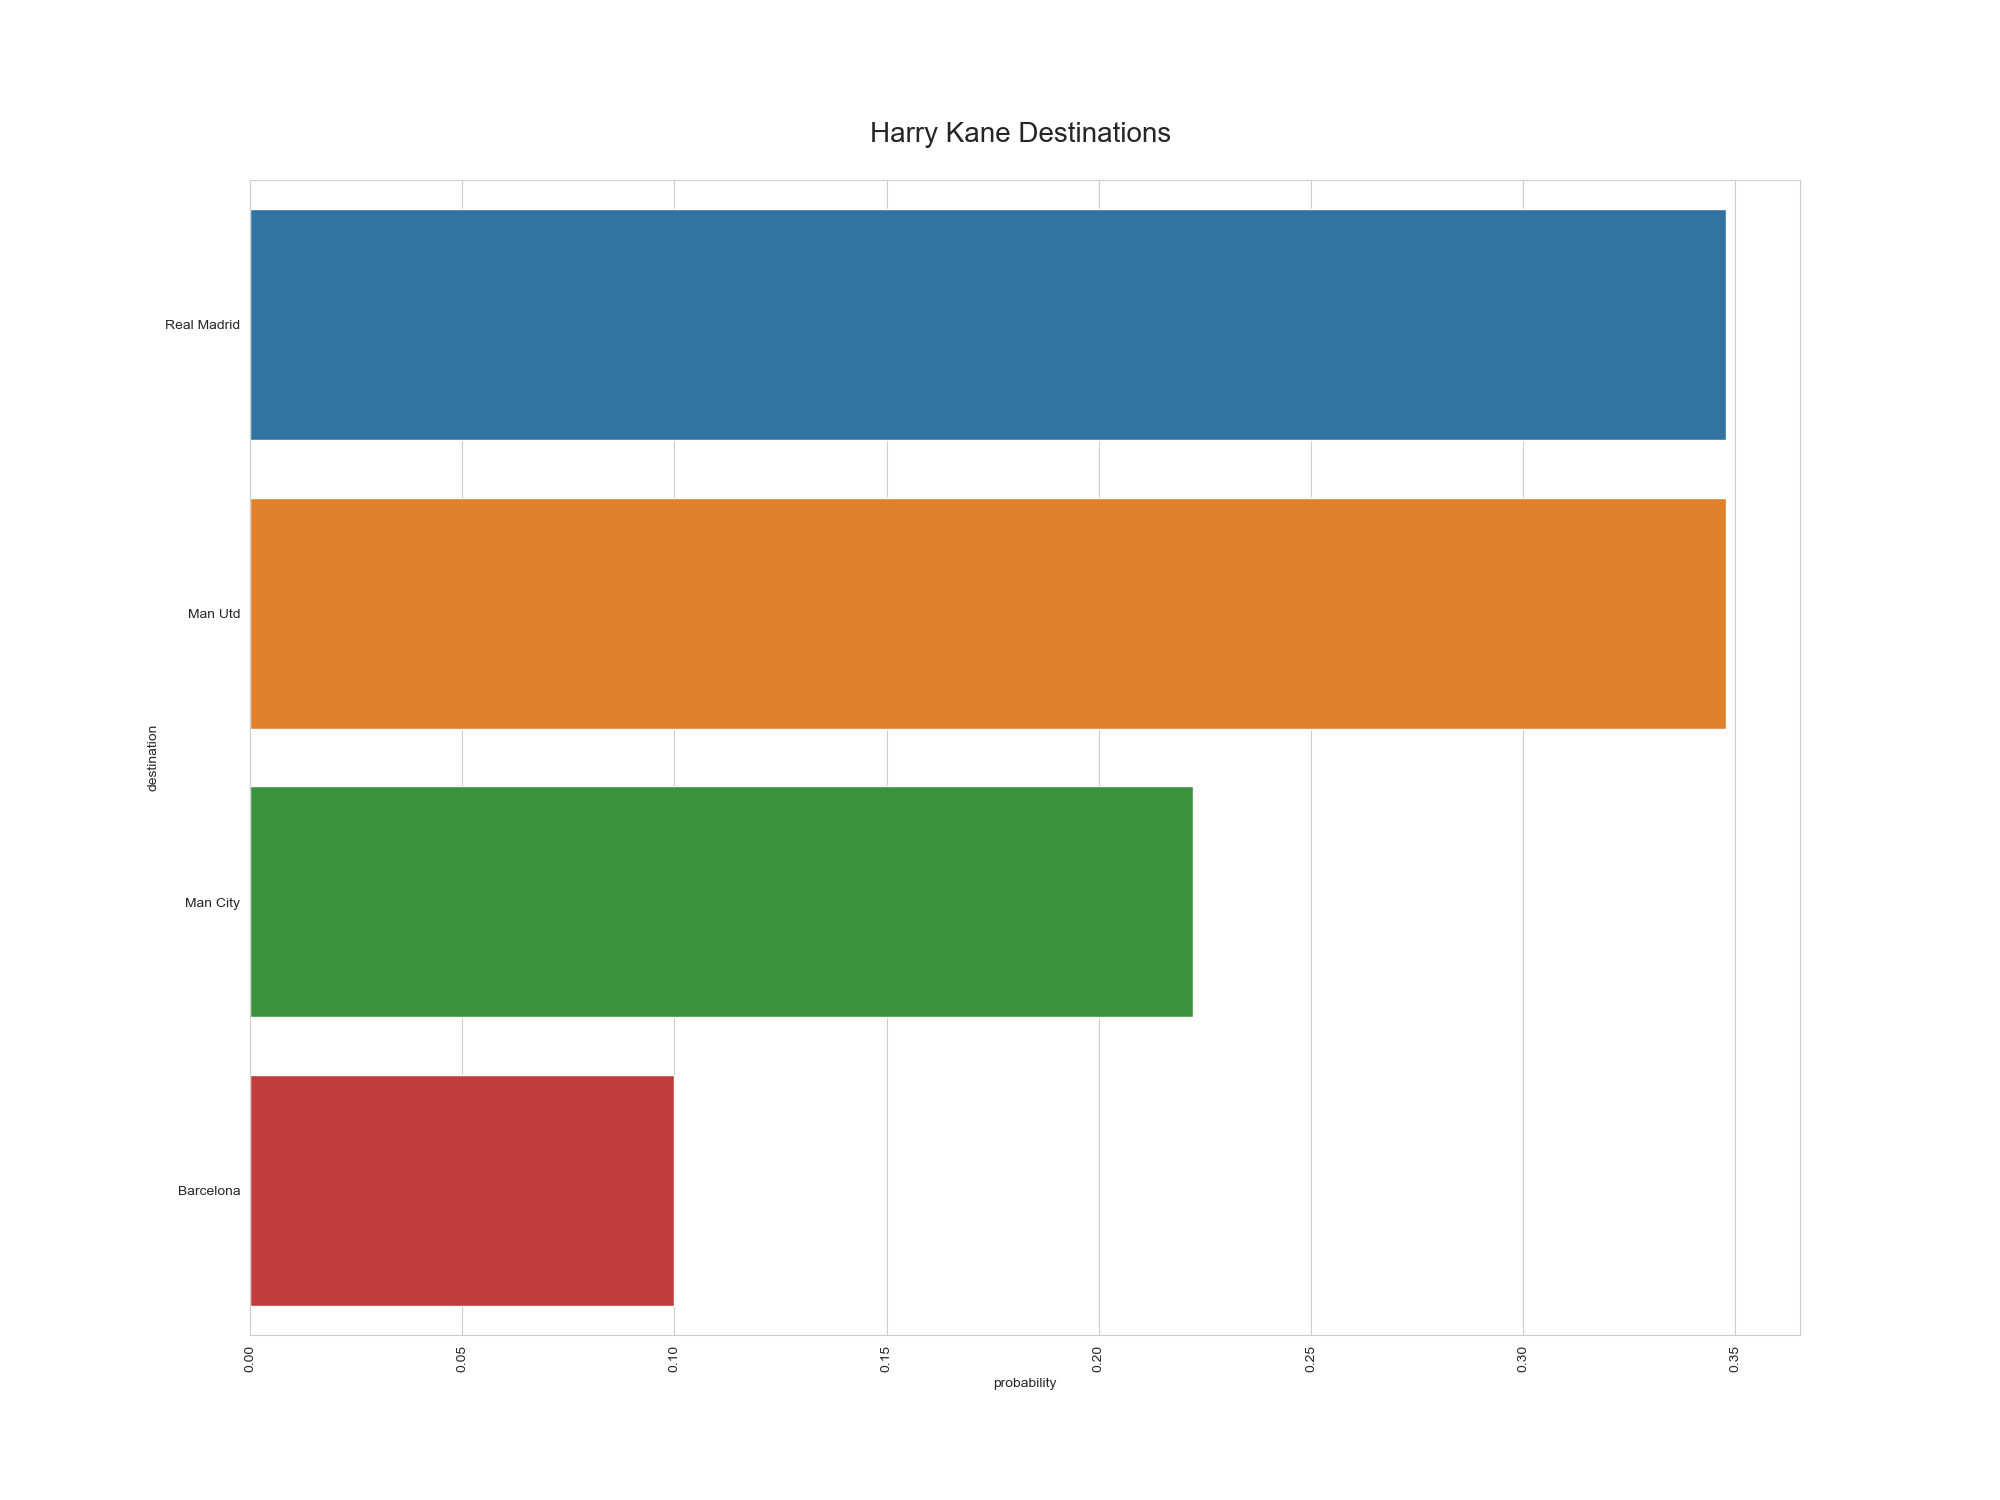 Harry Kane Destinations
Real Madrid
Man Utd
Man City
Barcelona
destination
0.00
0.05
0.10
0.15
0.20
0.25
0.30
0.35
probability